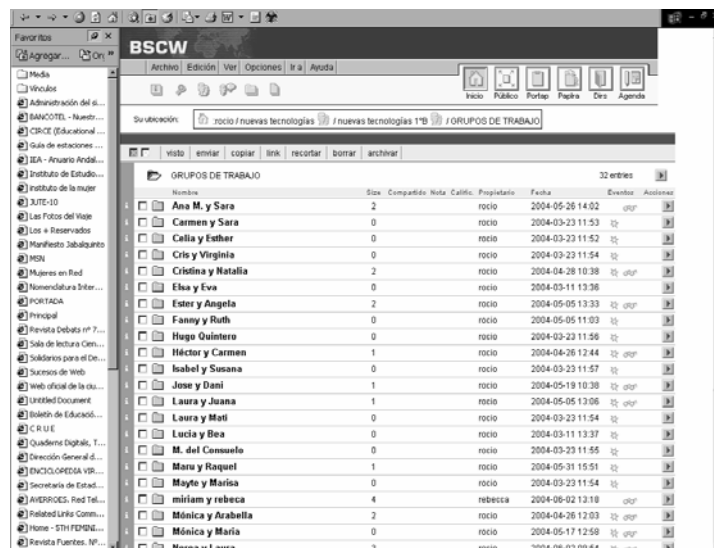 Favoritos
Agregar...
Media
Vínculos
Administración del si...
BANCOTEL - Nuestr...
CIRCE (Educational ...
Guia de estaciones ...
IEA - Anuario Andal...
Instituto de Estudio...
instituto de la mujer
JUTE-10
Las Fotos del Viaje
Los + Reservados
Manifiesto Jabalquinto
MSN
Mujeres en Red
Nomenclatura Inter...
PORTADA
Principal
Revista Debats nº 7...
Sala de lectura Cien...
Solidarios para el De...
Sucesos de Web
Web oficial de la ciu...
Untitled Document
Boletín de Educació...
C R U E
Quaderns Digitals, T...
Dirección General d...
ENCICLOPEDIA VIR...
Secretaría de Estad...
AVERROES. Red Tel...
Related Links Comm...
Home - STH FEMINI...
Revista Fuentes. Nº...
BSCW
Archivo Edición Ver Opciones Ir a Ayuda
Inicio Público Portap Papira Dirs Agenda
Su ubicación: :rocio / nuevas tecnologías / nuevas tecnologías 1ºB / GRUPOS DE TRABAJO
visto enviar copiar link recortar borrar archivar
GRUPOS DE TRABAJO 32 entries
Nombre Size Compartido Nota Calific. Propietario Fecha Eventos Acciones
Ana M. y Sara 2 rocio 2004-05-26 14:02
Carmen y Sara 0 rocio 2004-03-23 11:53
Celia y Esther 0 rocio 2004-03-23 11:52
Cris y Virginia 0 rocio 2004-03-23 11:54
Cristina y Natalia 2 rocio 2004-04-28 10:38
Elsa y Eva 0 rocio 2004-03-11 13:36
Ester y Angela 2 rocio 2004-05-05 13:33
Fanny y Ruth 0 rocio 2004-05-05 11:03
Hugo Quintero 0 rocio 2004-03-23 11:56
Héctor y Carmen 1 rocio 2004-04-26 12:44
Isabel y Susana 0 rocio 2004-03-23 11:57
Jose y Dani 1 rocio 2004-05-19 10:38
Laura y Juana 1 rocio 2004-05-05 13:06
Laura y Mati 0 rocio 2004-03-23 11:54
Lucia y Bea 0 rocio 2004-03-11 13:37
M. del Consuelo 0 rocio 2004-03-23 11:55
Maru y Raquel 1 rocio 2004-05-31 15:51
Mayte y Marisa 0 rocio 2004-03-23 11:54
miriam y rebeca 4 rebecca 2004-06-02 13:18
Mónica y Arabella 2 rocio 2004-04-26 12:03
Mónica y Maria 0 rocio 2004-05-17 12:58